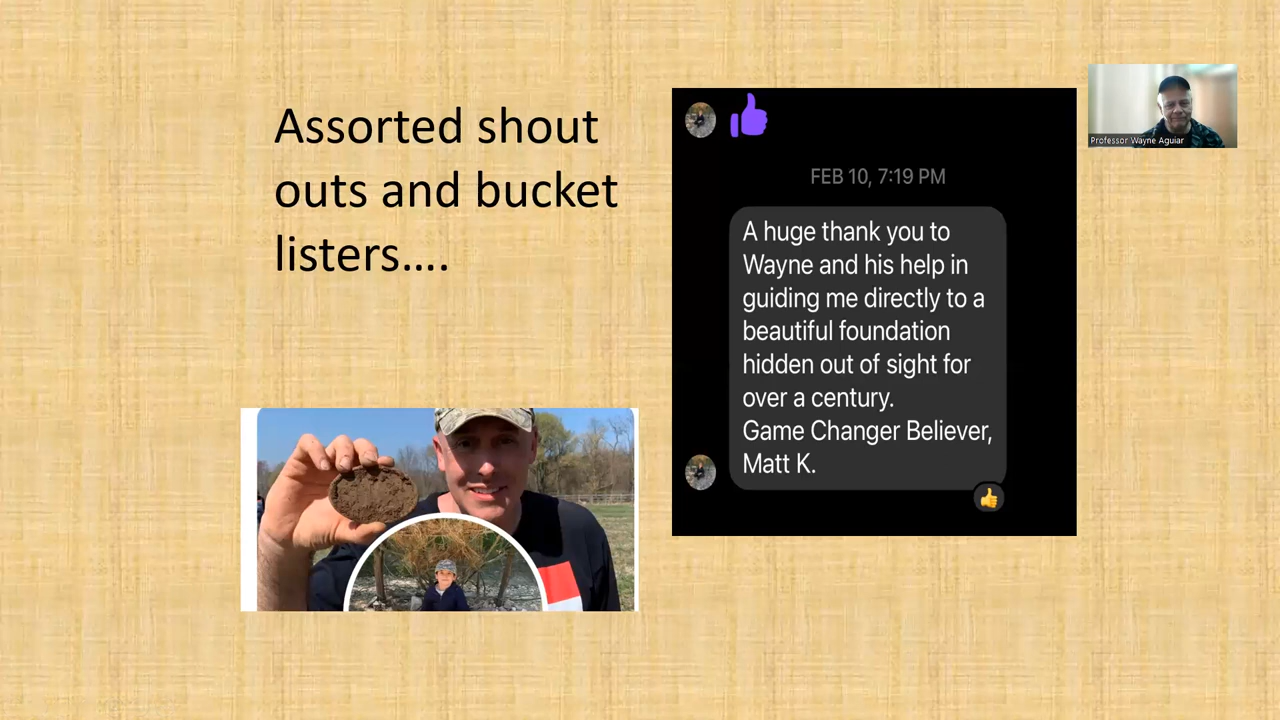 Assorted shout
outs and bucket
listers....
FEB 10, 7:19 PM
A huge thank you to
Wayne and his help in
guiding me directly to a
beautiful foundation
hidden out of sight for
over a century.
Game Changer Believer,
Matt K.
Professor Wayne Aguiar